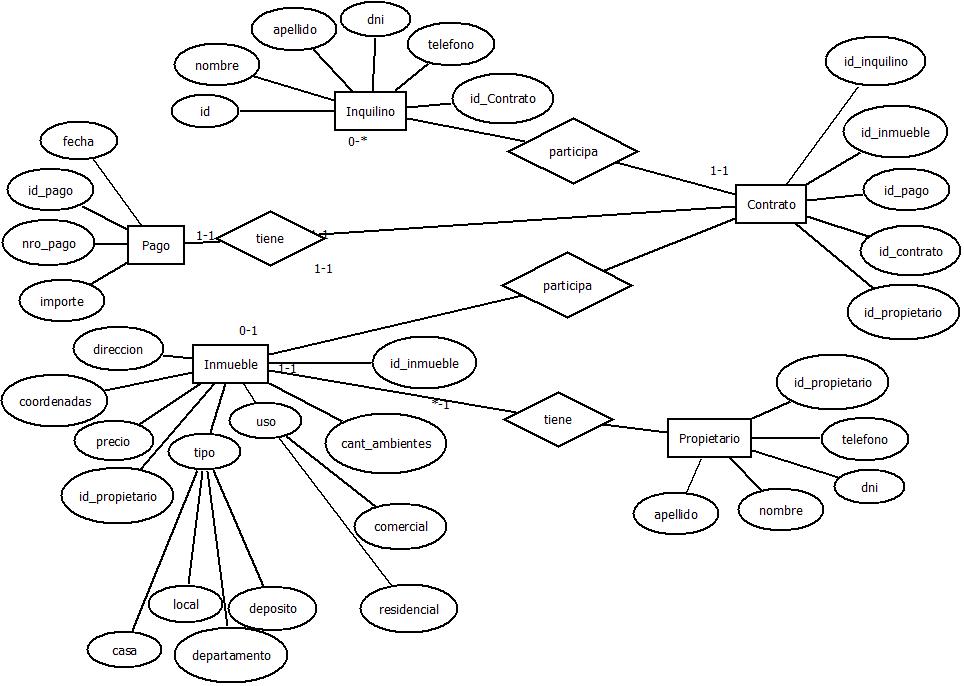 dni
apellido
telefono
nombre
id_inquilino
id_Contrato
id
Inquilino
id_inmueble
fecha
0-*
participa
1-1
id_pago
id_pago
Contrato
1-1
tiene
-1
nro_pago
Pago
id_contrato
1-1
participa
importe
id_propietario
0-1
direccion
Inmueble
1-1
id_inmueble
id_propietario
coordenadas
*-1
uso
tiene
precio
tipo
cant_ambientes
Propietario
telefono
id_propietario
dni
apellido
nombre
comercial
local
deposito
residencial
casa
departamento